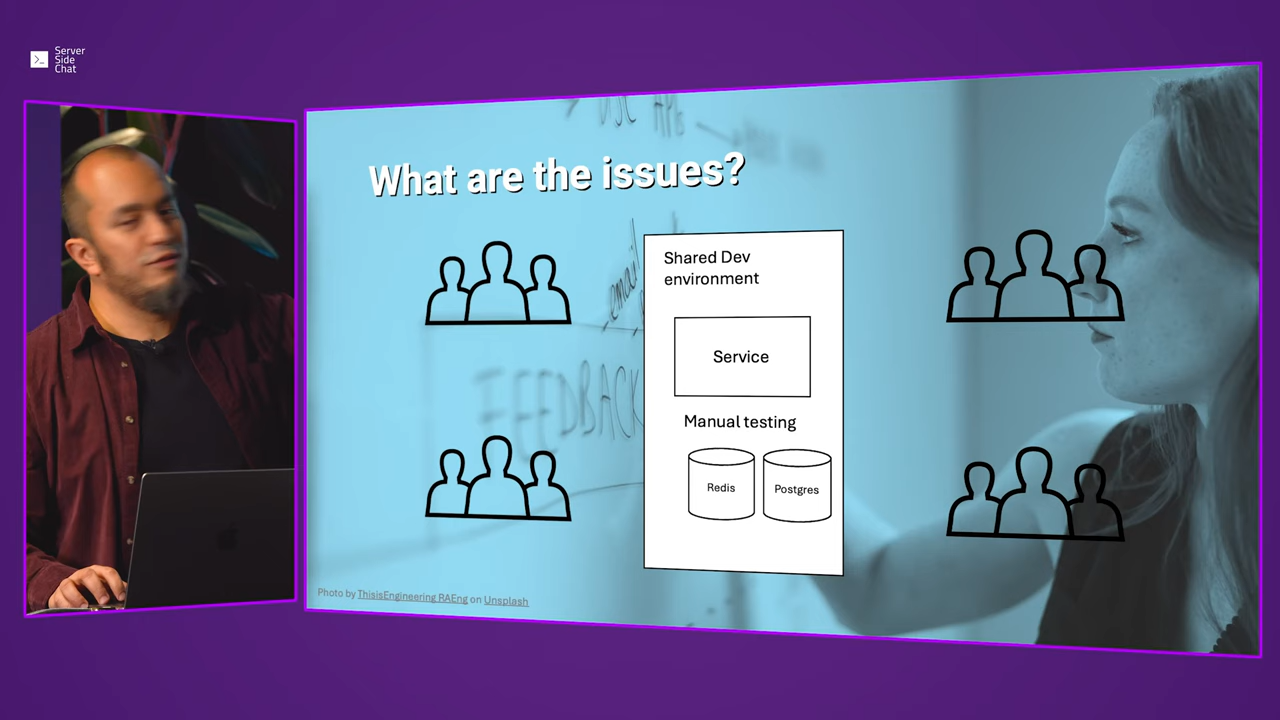 >_
Server
Side
Chat
What are the issues?
email
FEEDBACK
Shared Dev
environment
Service
Manual testing
Redis
Postgres
Photo by ThisisEngineering RAEng on Unsplash